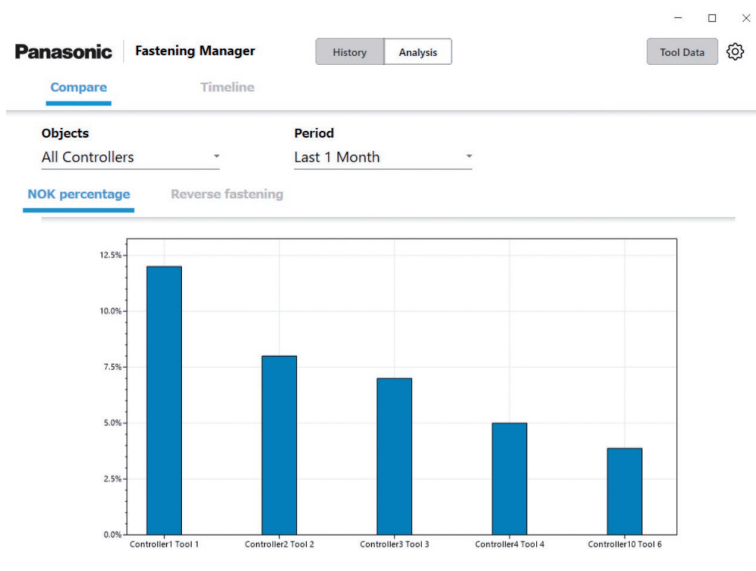 Panasonic Fastening Manager History Analysis Tool Data
Compare Timeline
Objects Period
All Controllers Last 1 Month
NOK percentage Reverse fastening
12.5%
10.0%
7.5%
5.0%
2.5%
0.0%
Controller1 Tool 1 Controller2 Tool 2 Controller3 Tool 3 Controller4 Tool 4 Controller10 Tool 6